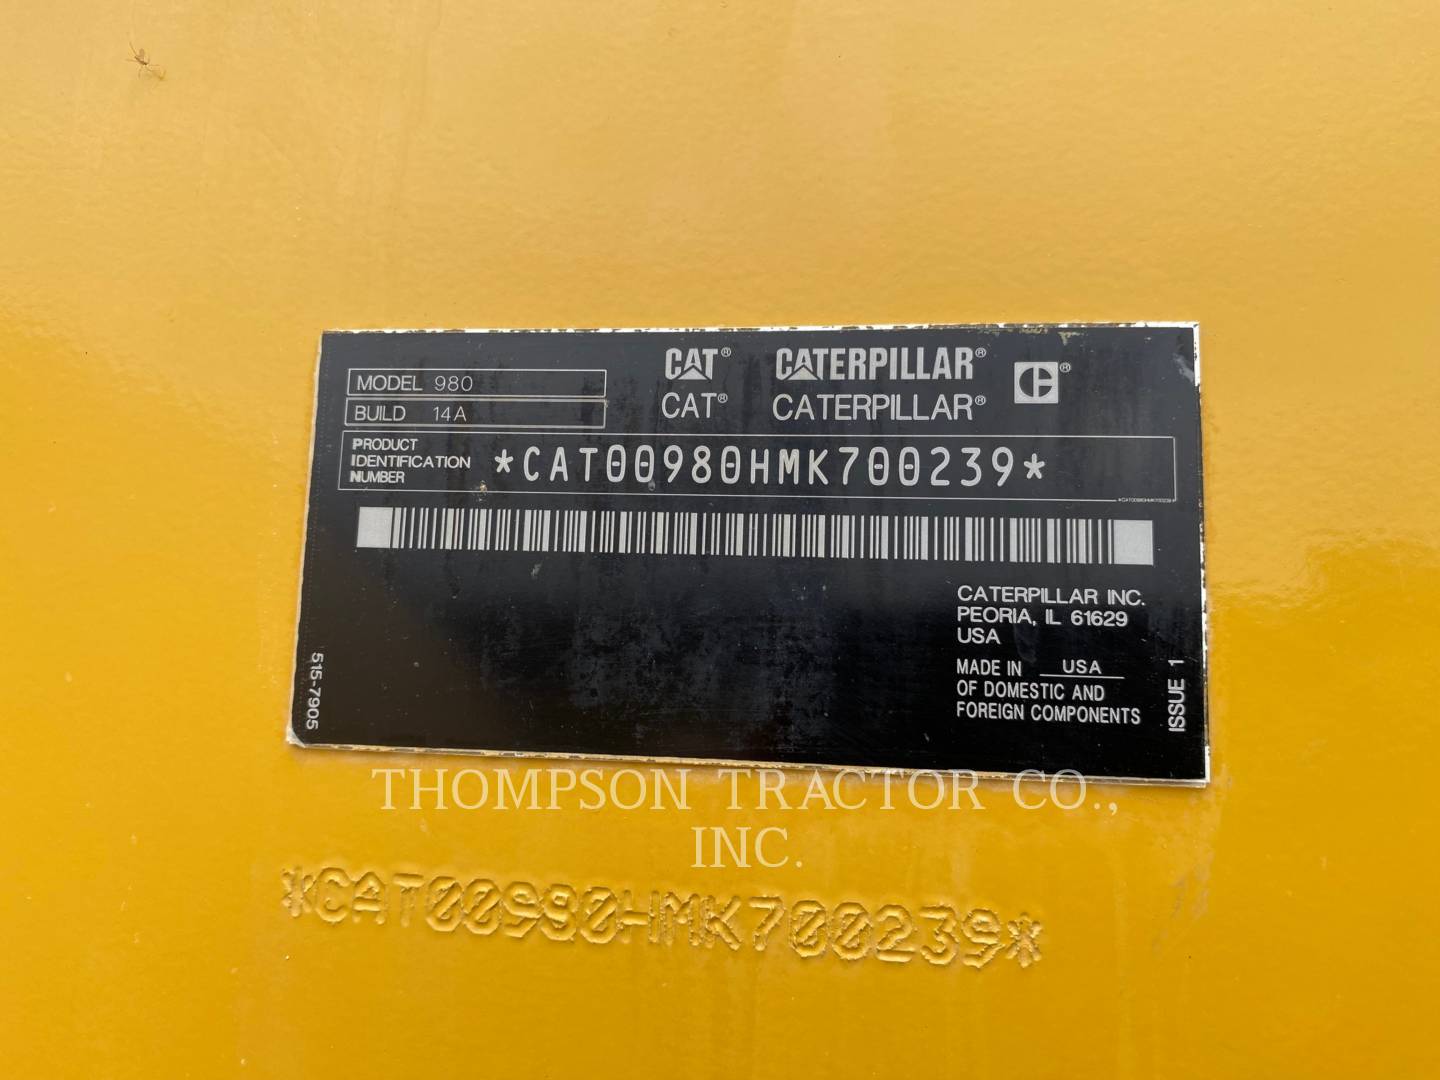 CAT® CATERPILLAR®
CAT® CATERPILLAR®
MODEL 980
BUILD 14A
PRODUCT
IDENTIFICATION
NUMBER
*CAT00980HMK700239*
*CAT00980HMK700239*
CATERPILLAR INC.
PEORIA, IL 61629
USA
MADE IN USA
OF DOMESTIC AND
FOREIGN COMPONENTS
515-7905
ISSUE 1
THOMPSON TRACTOR CO.,
INC.
*CAT00980HMK700239*